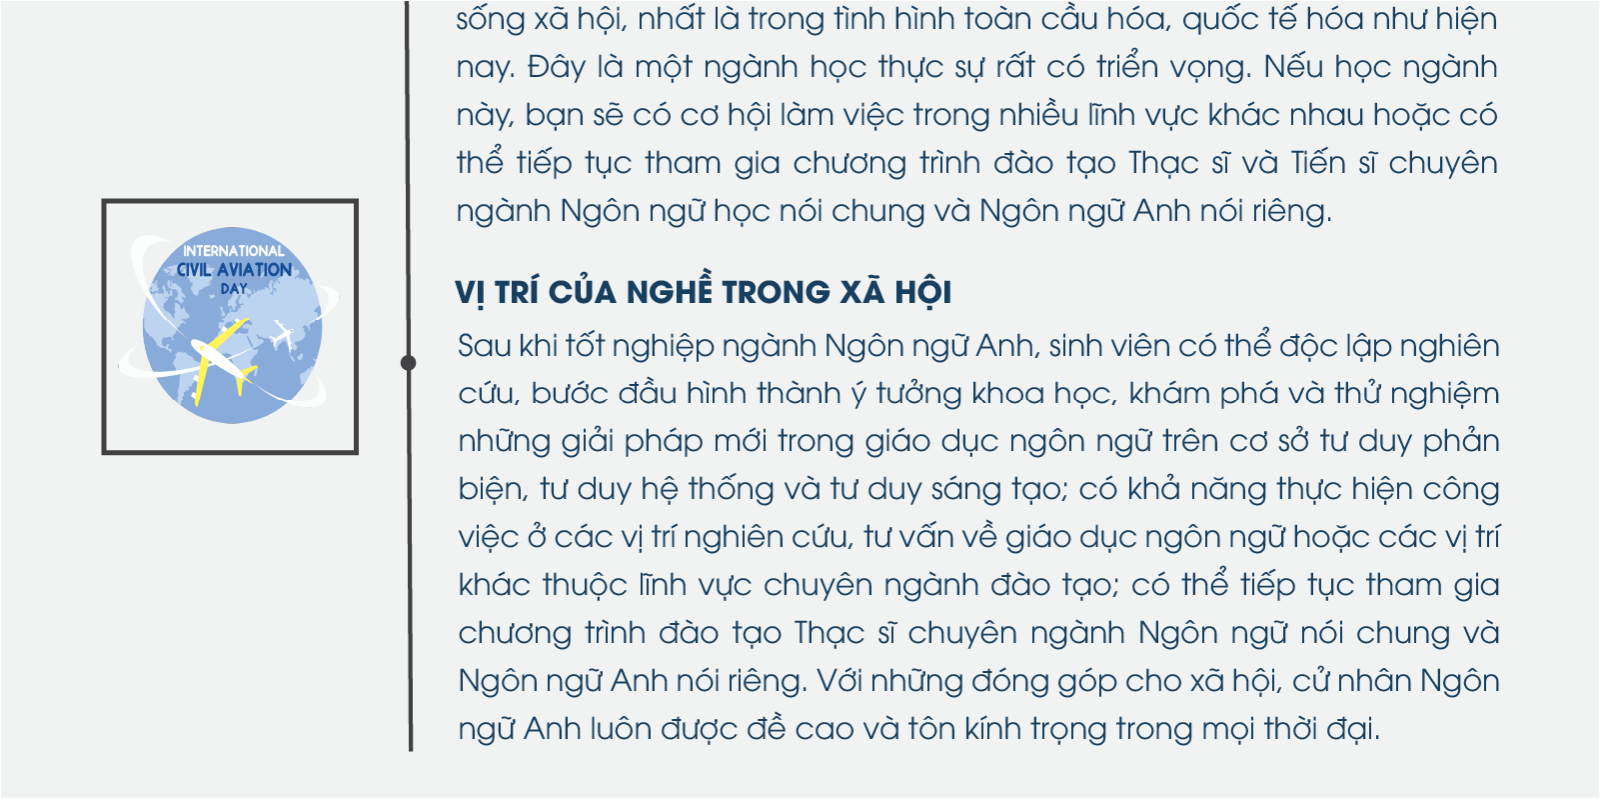 sống xã hội, nhất là trong tình hình toàn cầu hóa, quốc tế hóa như hiện
nay. Đây là một ngành học thực sự rất có triển vọng. Nếu học ngành
này, bạn sẽ có cơ hội làm việc trong nhiều lĩnh vực khác nhau hoặc có
thể tiếp tục tham gia chương trình đào tạo Thạc sĩ và Tiến sĩ chuyên
ngành Ngôn ngữ học nói chung và Ngôn ngữ Anh nói riêng.
INTERNATIONAL
CIVIL AVIATION
DAY
VỊ TRÍ CỦA NGHỀ TRONG XÃ HỘI
Sau khi tốt nghiệp ngành Ngôn ngữ Anh, sinh viên có thể độc lập nghiên
cứu, bước đầu hình thành ý tưởng khoa học, khám phá và thử nghiệm
những giải pháp mới trong giáo dục ngôn ngữ trên cơ sở tư duy phản
biện, tư duy hệ thống và tư duy sáng tạo; có khả năng thực hiện công
việc ở các vị trí nghiên cứu, tư vấn về giáo dục ngôn ngữ hoặc các vị trí
khác thuộc lĩnh vực chuyên ngành đào tạo; có thể tiếp tục tham gia
chương trình đào tạo Thạc sĩ chuyên ngành Ngôn ngữ nói chung và
Ngôn ngữ Anh nói riêng. Với những đóng góp cho xã hội, cử nhân Ngôn
ngữ Anh luôn được đề cao và tôn kính trọng trong mọi thời đại.